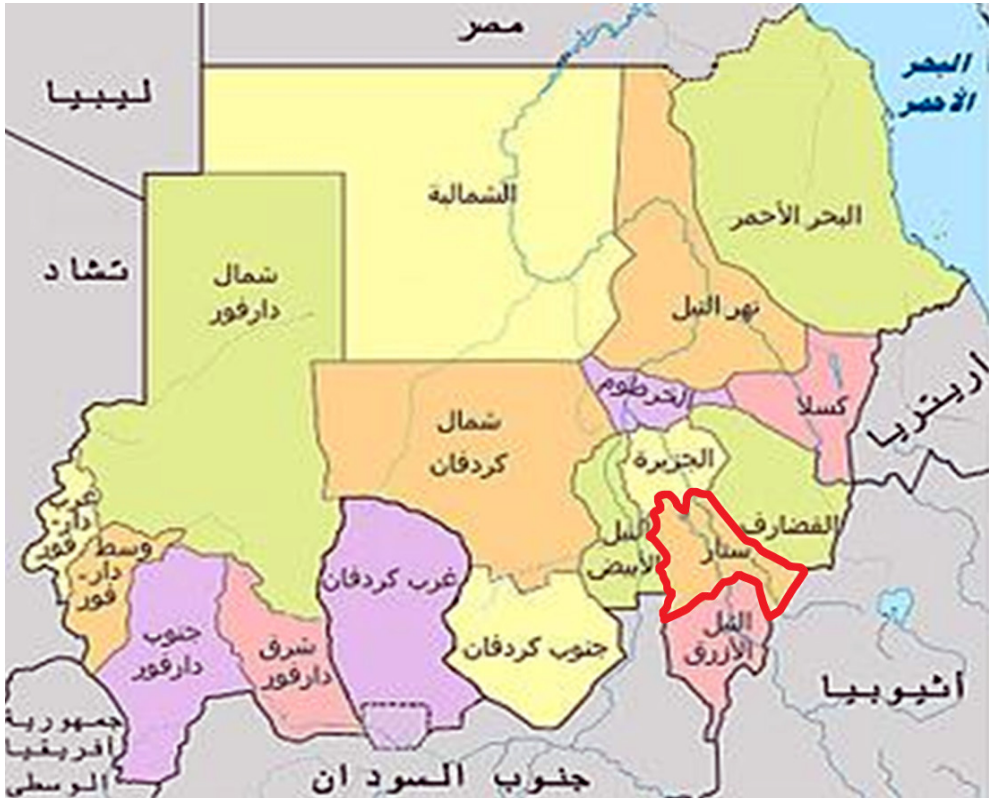 مصر
ليبيا
البحر
الأحمر
الشمالية
البحر الأحمر
تشاد
شمال
دارفور
نهر النيل
اريتريا
الخرطوم
كسلا
شمال
كردفان
الجزيرة
غرب
دار-
فور
وسط
دار-
فور
النيل
الأبيض
سنار
القضارف
غرب كردفان
جنوب
دارفور
شرق
دارفور
جنوب كردفان
النيل
الأزرق
أثيوبيا
جمهورية
أفريقيا
الوسطى
جنوب السودان